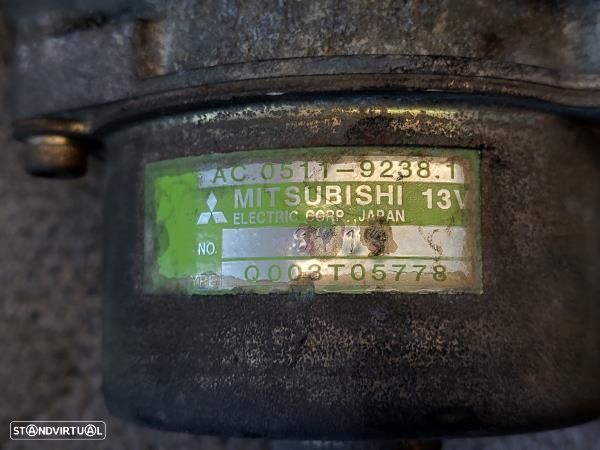 AC.0511-9238.1
MITSUBISHI 13V
ELECTRIC CORP., JAPAN
NO.
Q003T05778
STANDVIRTUAL